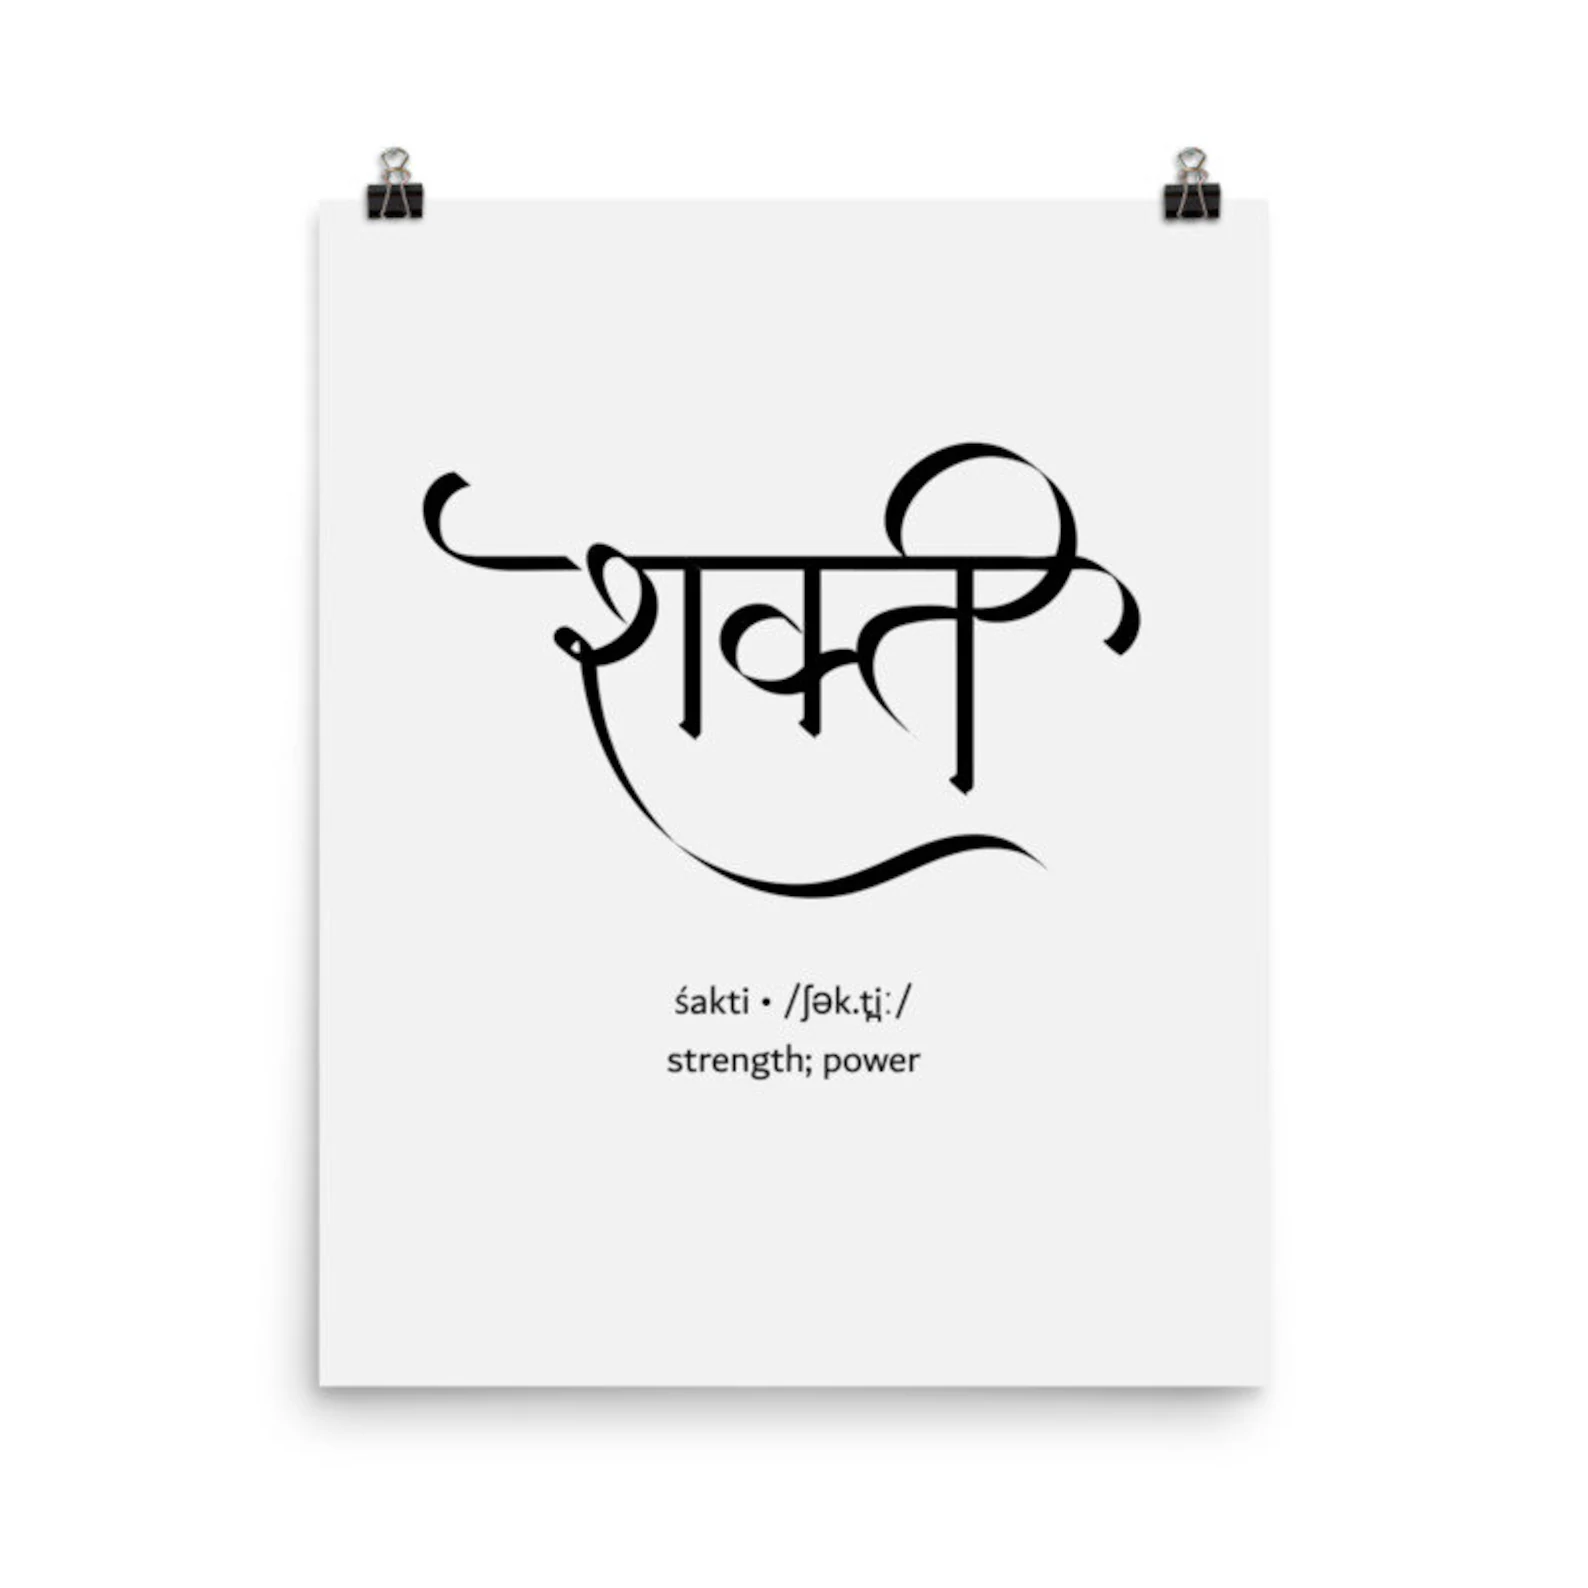 शक्ती
śakti • /ʃək.t̪iː/
strength; power